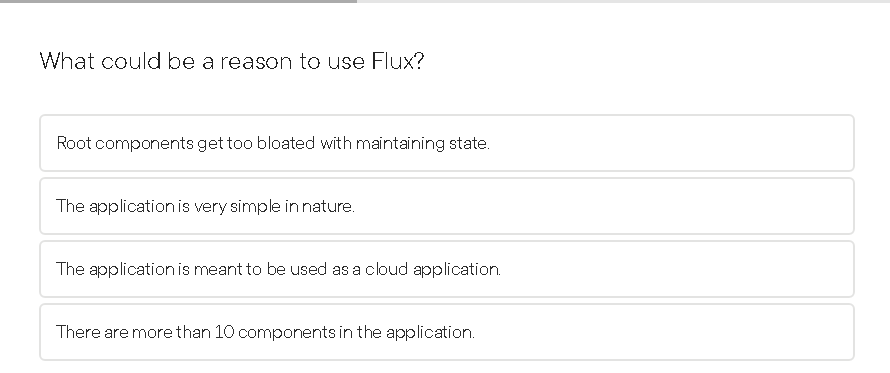 What could be a reason to use Flux?
Root components get too bloated with maintaining state.
The application is very simple in nature.
The application is meant to be used as a cloud application.
There are more than 10 components in the application.